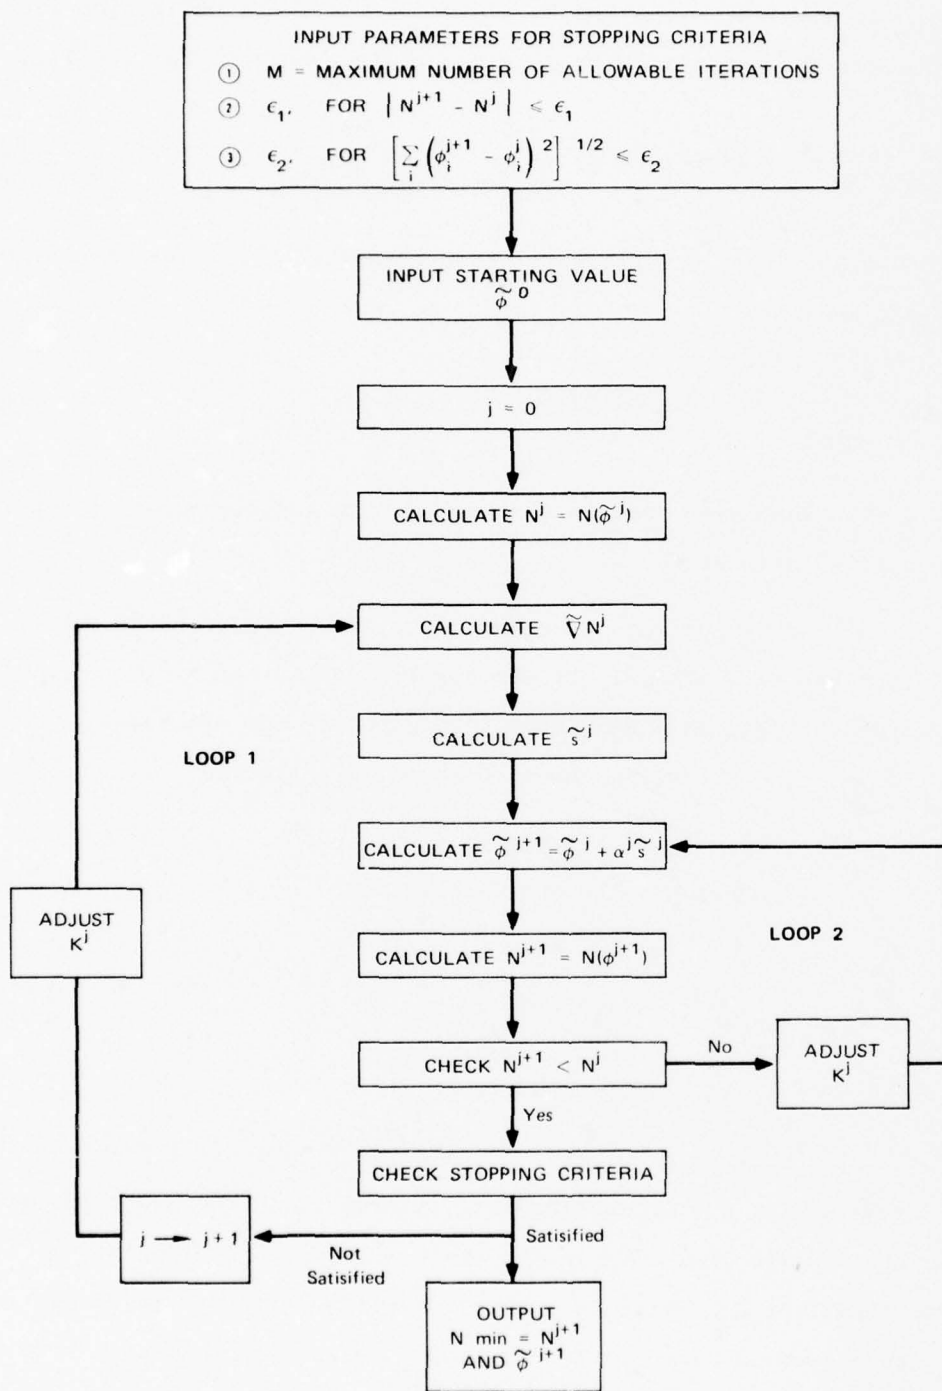 INPUT PARAMETERS FOR STOPPING CRITERIA
① M = MAXIMUM NUMBER OF ALLOWABLE ITERATIONS
② ϵ₁, FOR | N^{j+1} - N^j | ≤ ϵ₁
③ ϵ₂, FOR [ ∑_i ( ϕ_i^{j+1} - ϕ_i^j ) ^2 ] ^{1/2} ≤ ϵ₂
INPUT STARTING VALUE
ϕ̃ ^0
j = 0
CALCULATE N^j = N(ϕ̃ ^j)
CALCULATE ∇̃ N^j
CALCULATE s̃ ^j
LOOP 1
CALCULATE ϕ̃ ^{j+1} = ϕ̃ ^j + α^j s̃ ^j
ADJUST
K^j
LOOP 2
CALCULATE N^{j+1} = N(ϕ^{j+1})
CHECK N^{j+1} < N^j
No
ADJUST
K^j
Yes
CHECK STOPPING CRITERIA
j → j + 1
Not
Satisified
Satisified
OUTPUT
N min = N^{j+1}
AND ϕ̃ ^{j+1}